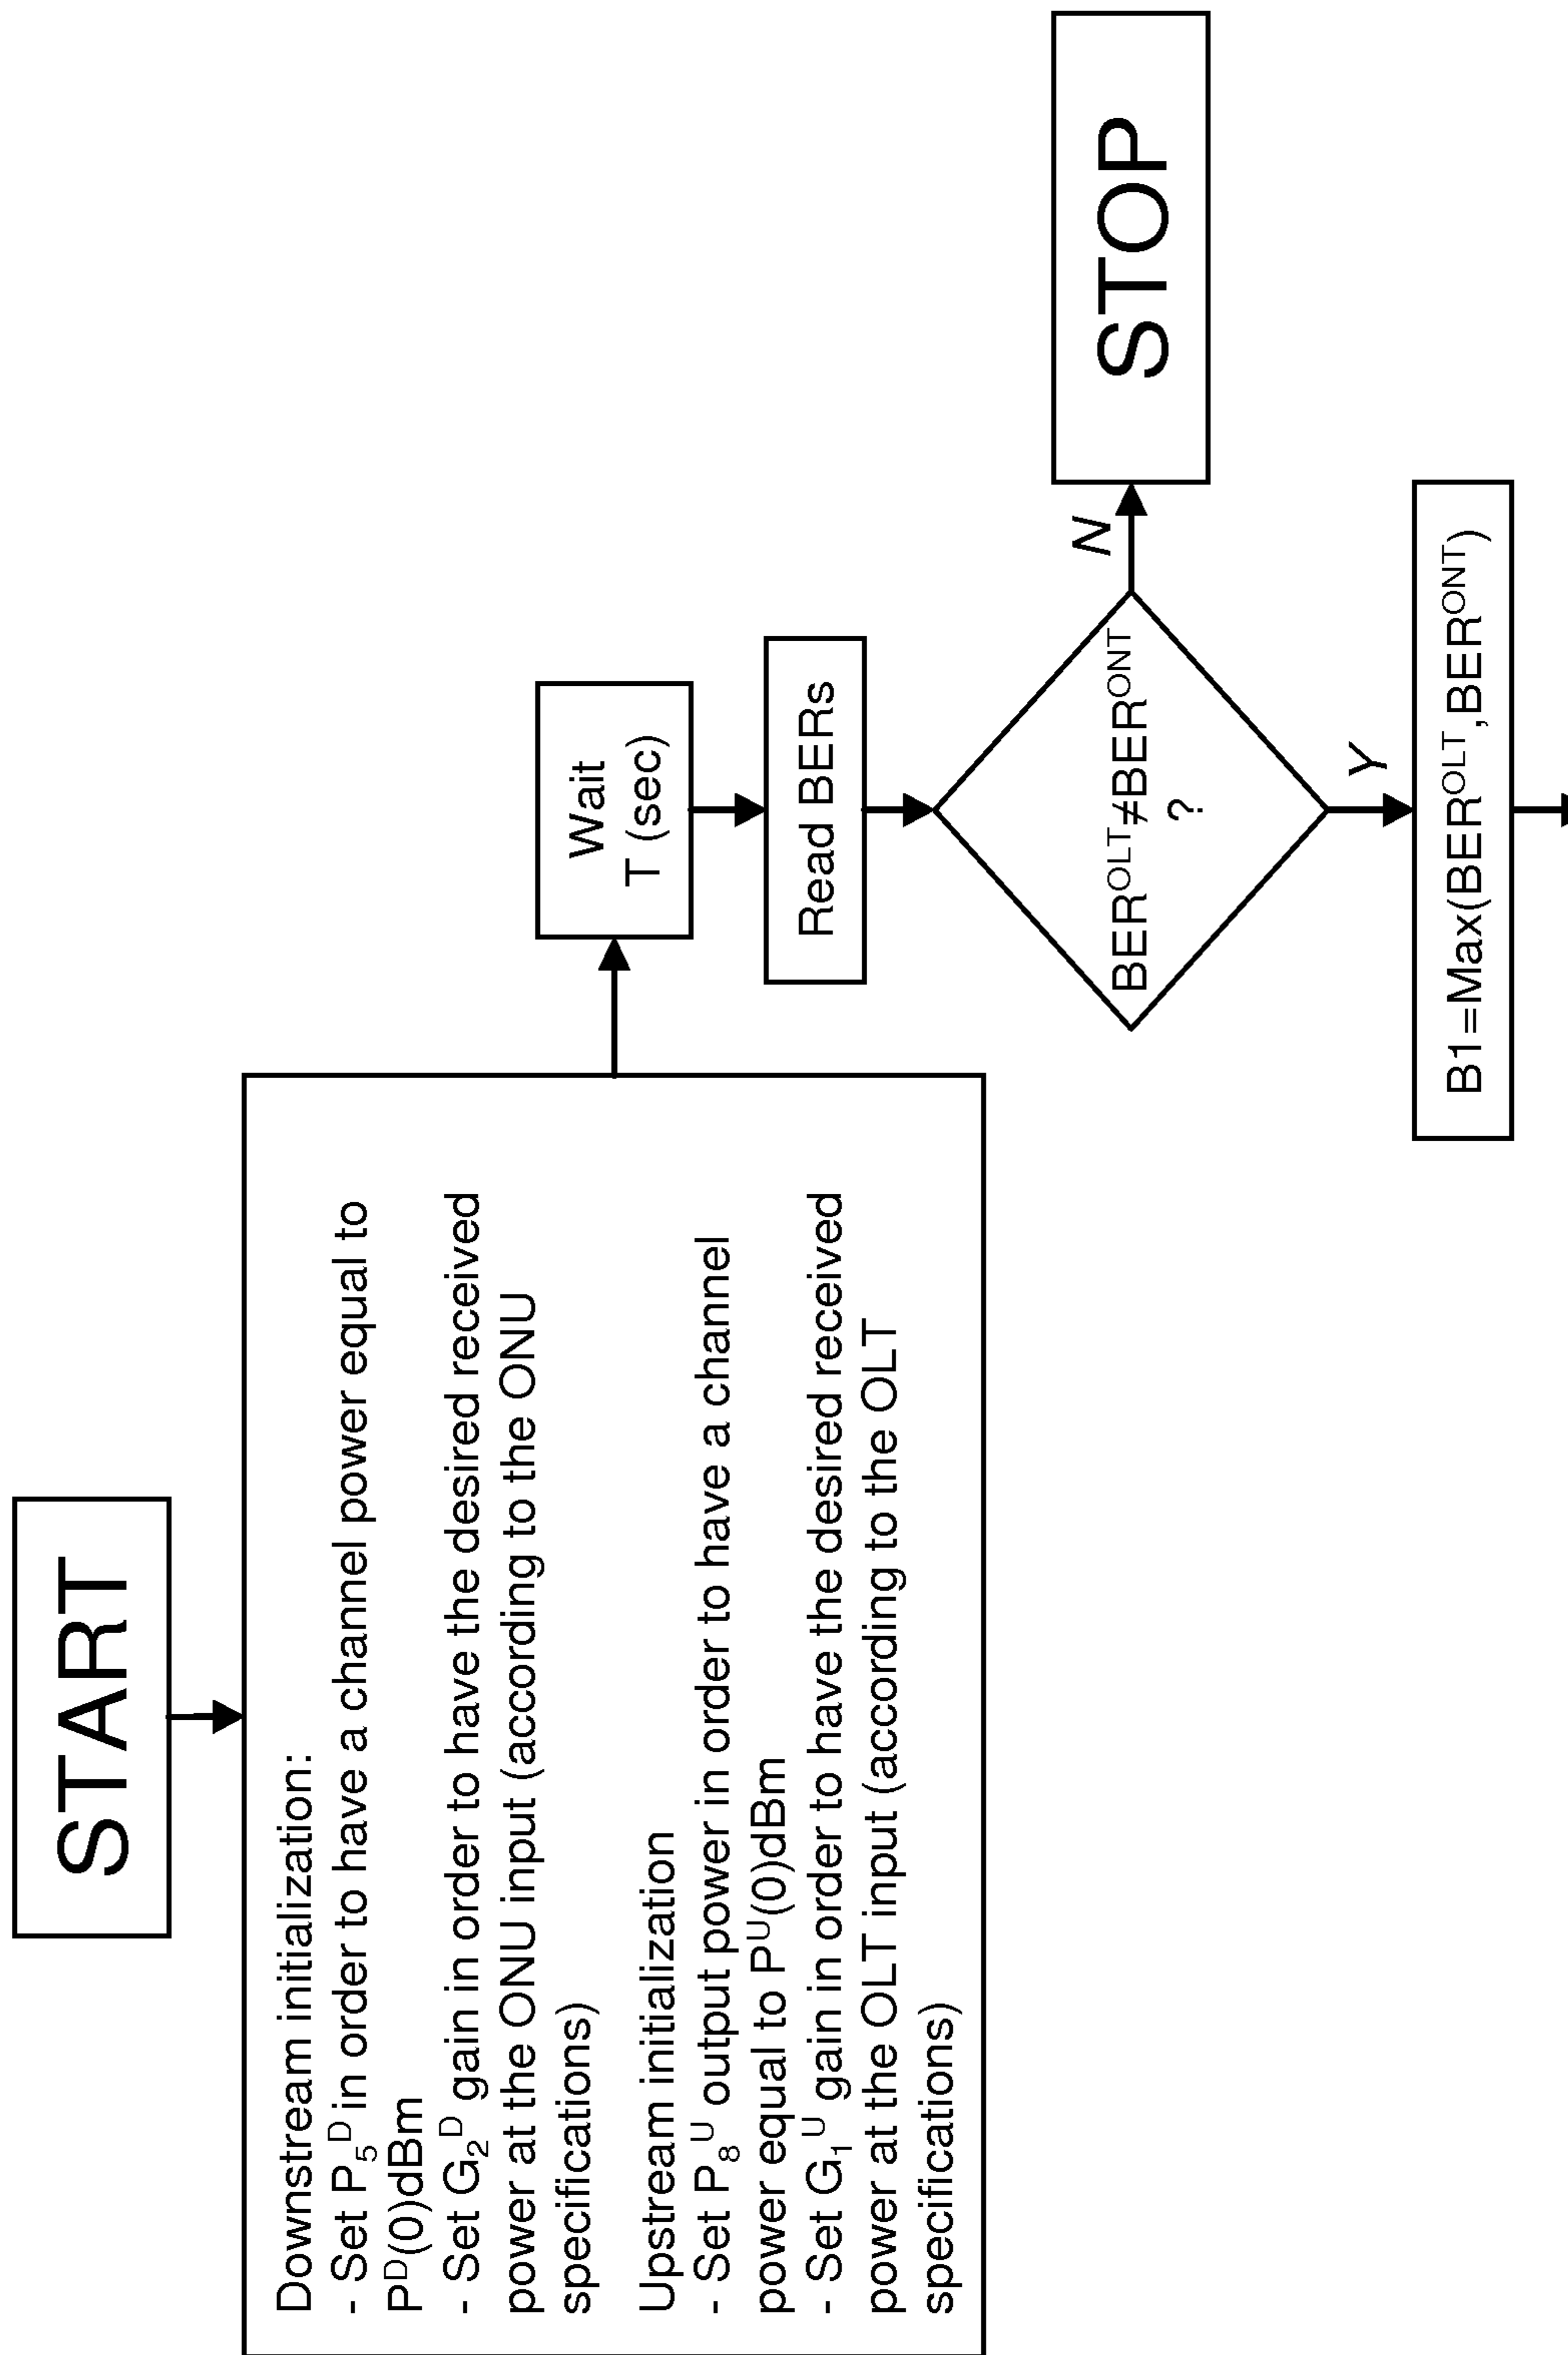 START
Downstream initialization:
- Set P₅ᴰ in order to have a channel power equal to
Pᴰ(0)dBm
- Set G₂ᴰ gain in order to have the desired received
power at the ONU input (according to the ONU
specifications)
Upstream initialization
- Set P₈ᵁ output power in order to have a channel
power equal to Pᵁ(0)dBm
- Set G₁ᵁ gain in order to have the desired received
power at the OLT input (according to the OLT
specifications)
Wait
T (sec)
Read BERs
BERᴼᴸᵀ≠BERᴼᴺᵀ
?
N
STOP
Y
B1=Max(BERᴼᴸᵀ,BERᴼᴺᵀ)